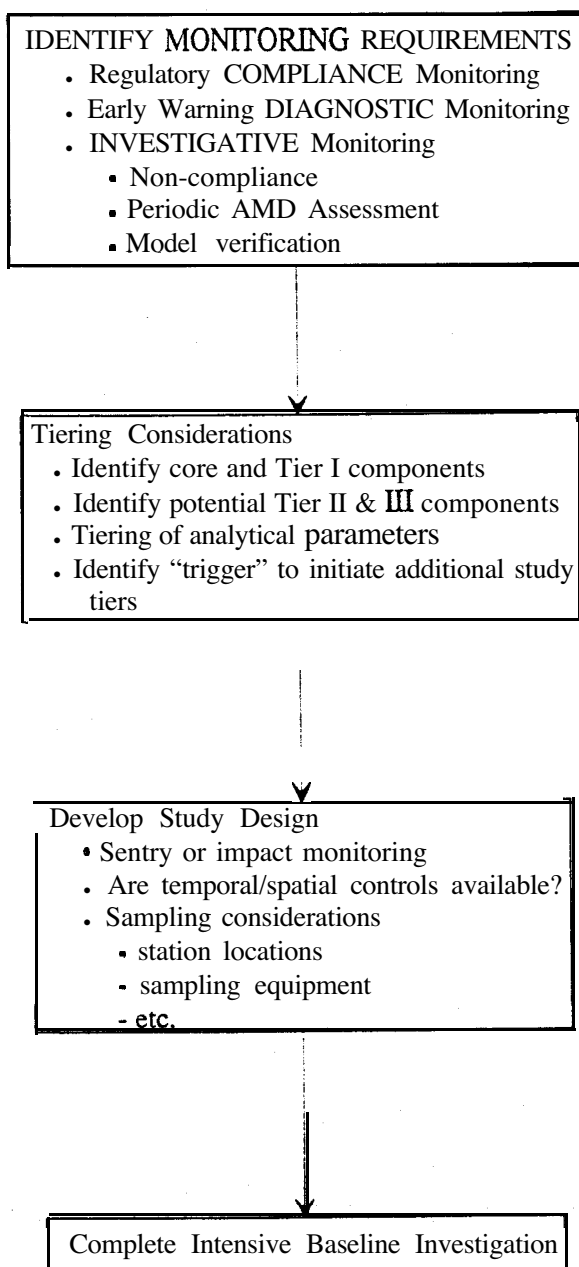 IDENTIFY MONITORING REQUIREMENTS
• Regulatory COMPLIANCE Monitoring
• Early Warning DIAGNOSTIC Monitoring
• INVESTIGATIVE Monitoring
▪ Non-compliance
▪ Periodic AMD Assessment
▪ Model verification
Tiering Considerations
• Identify core and Tier I components
• Identify potential Tier II & III components
• Tiering of analytical parameters
• Identify “trigger” to initiate additional study
tiers
Develop Study Design
• Sentry or impact monitoring
• Are temporal/spatial controls available?
• Sampling considerations
- station locations
- sampling equipment
- etc.
Complete Intensive Baseline Investigation